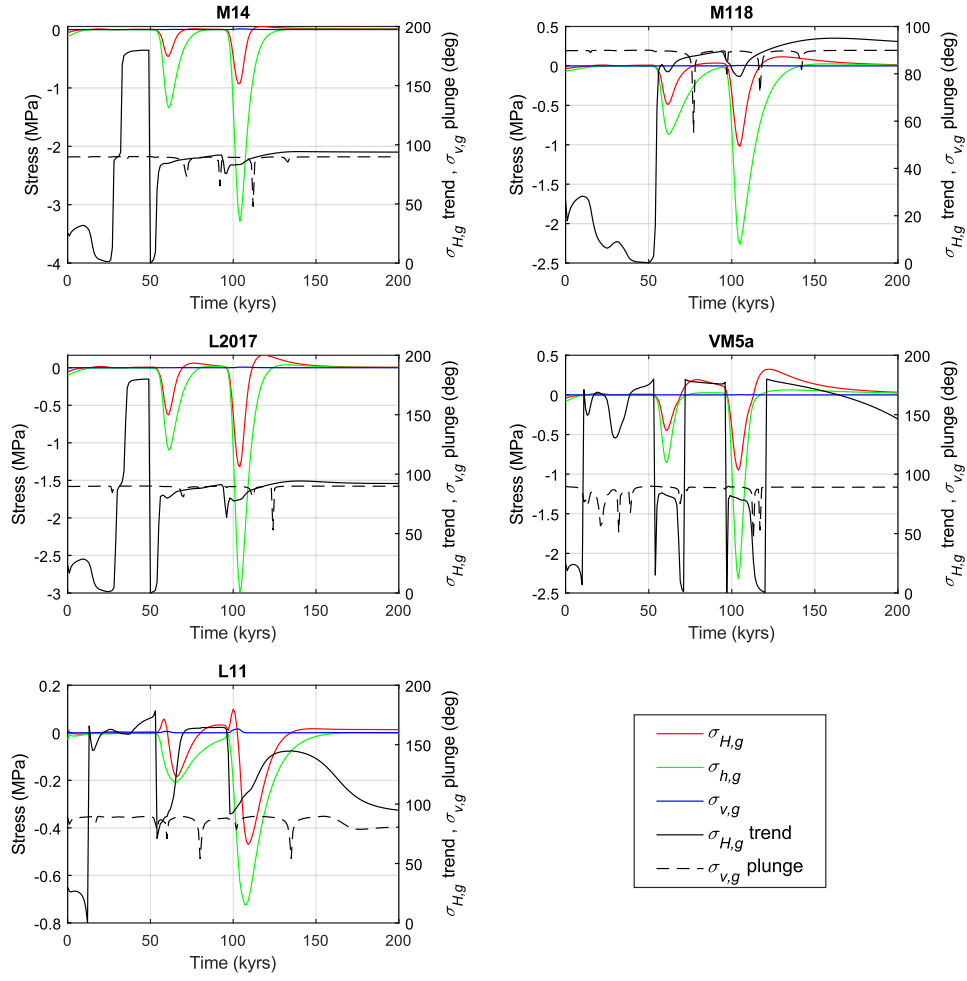 M14
0
-1
-2
-3
-4
Stress (MPa)
200
150
100
50
0
σH,g trend , σv,g plunge (deg)
0 50 100 150 200
Time (kyrs)
M118
0.5
0
-0.5
-1
-1.5
-2
-2.5
Stress (MPa)
100
80
60
40
20
0
σH,g trend , σv,g plunge (deg)
0 50 100 150 200
Time (kyrs)
L2017
0
-0.5
-1
-1.5
-2
-2.5
-3
Stress (MPa)
200
150
100
50
0
σH,g trend , σv,g plunge (deg)
0 50 100 150 200
Time (kyrs)
VM5a
0.5
0
-0.5
-1
-1.5
-2
-2.5
Stress (MPa)
200
150
100
50
0
σH,g trend , σv,g plunge (deg)
0 50 100 150 200
Time (kyrs)
L11
0.2
0
-0.2
-0.4
-0.6
-0.8
Stress (MPa)
200
150
100
50
0
σH,g trend , σv,g plunge (deg)
0 50 100 150 200
Time (kyrs)
σH,g
σh,g
σv,g
σH,g trend
σv,g plunge